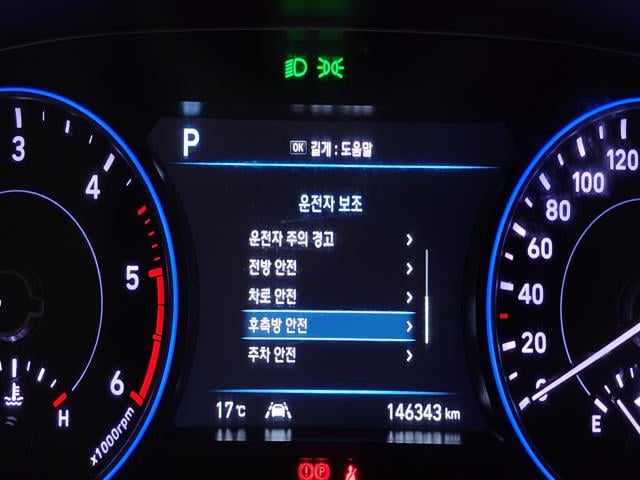 P
OK 길게 : 도움말
운전자 보조
운전자 주의 경고
전방 안전
차로 안전
후측방 안전
주차 안전
17℃
146343 km
3
4
5
6
x1000rpm
H
120
100
80
60
40
20
0
E
P